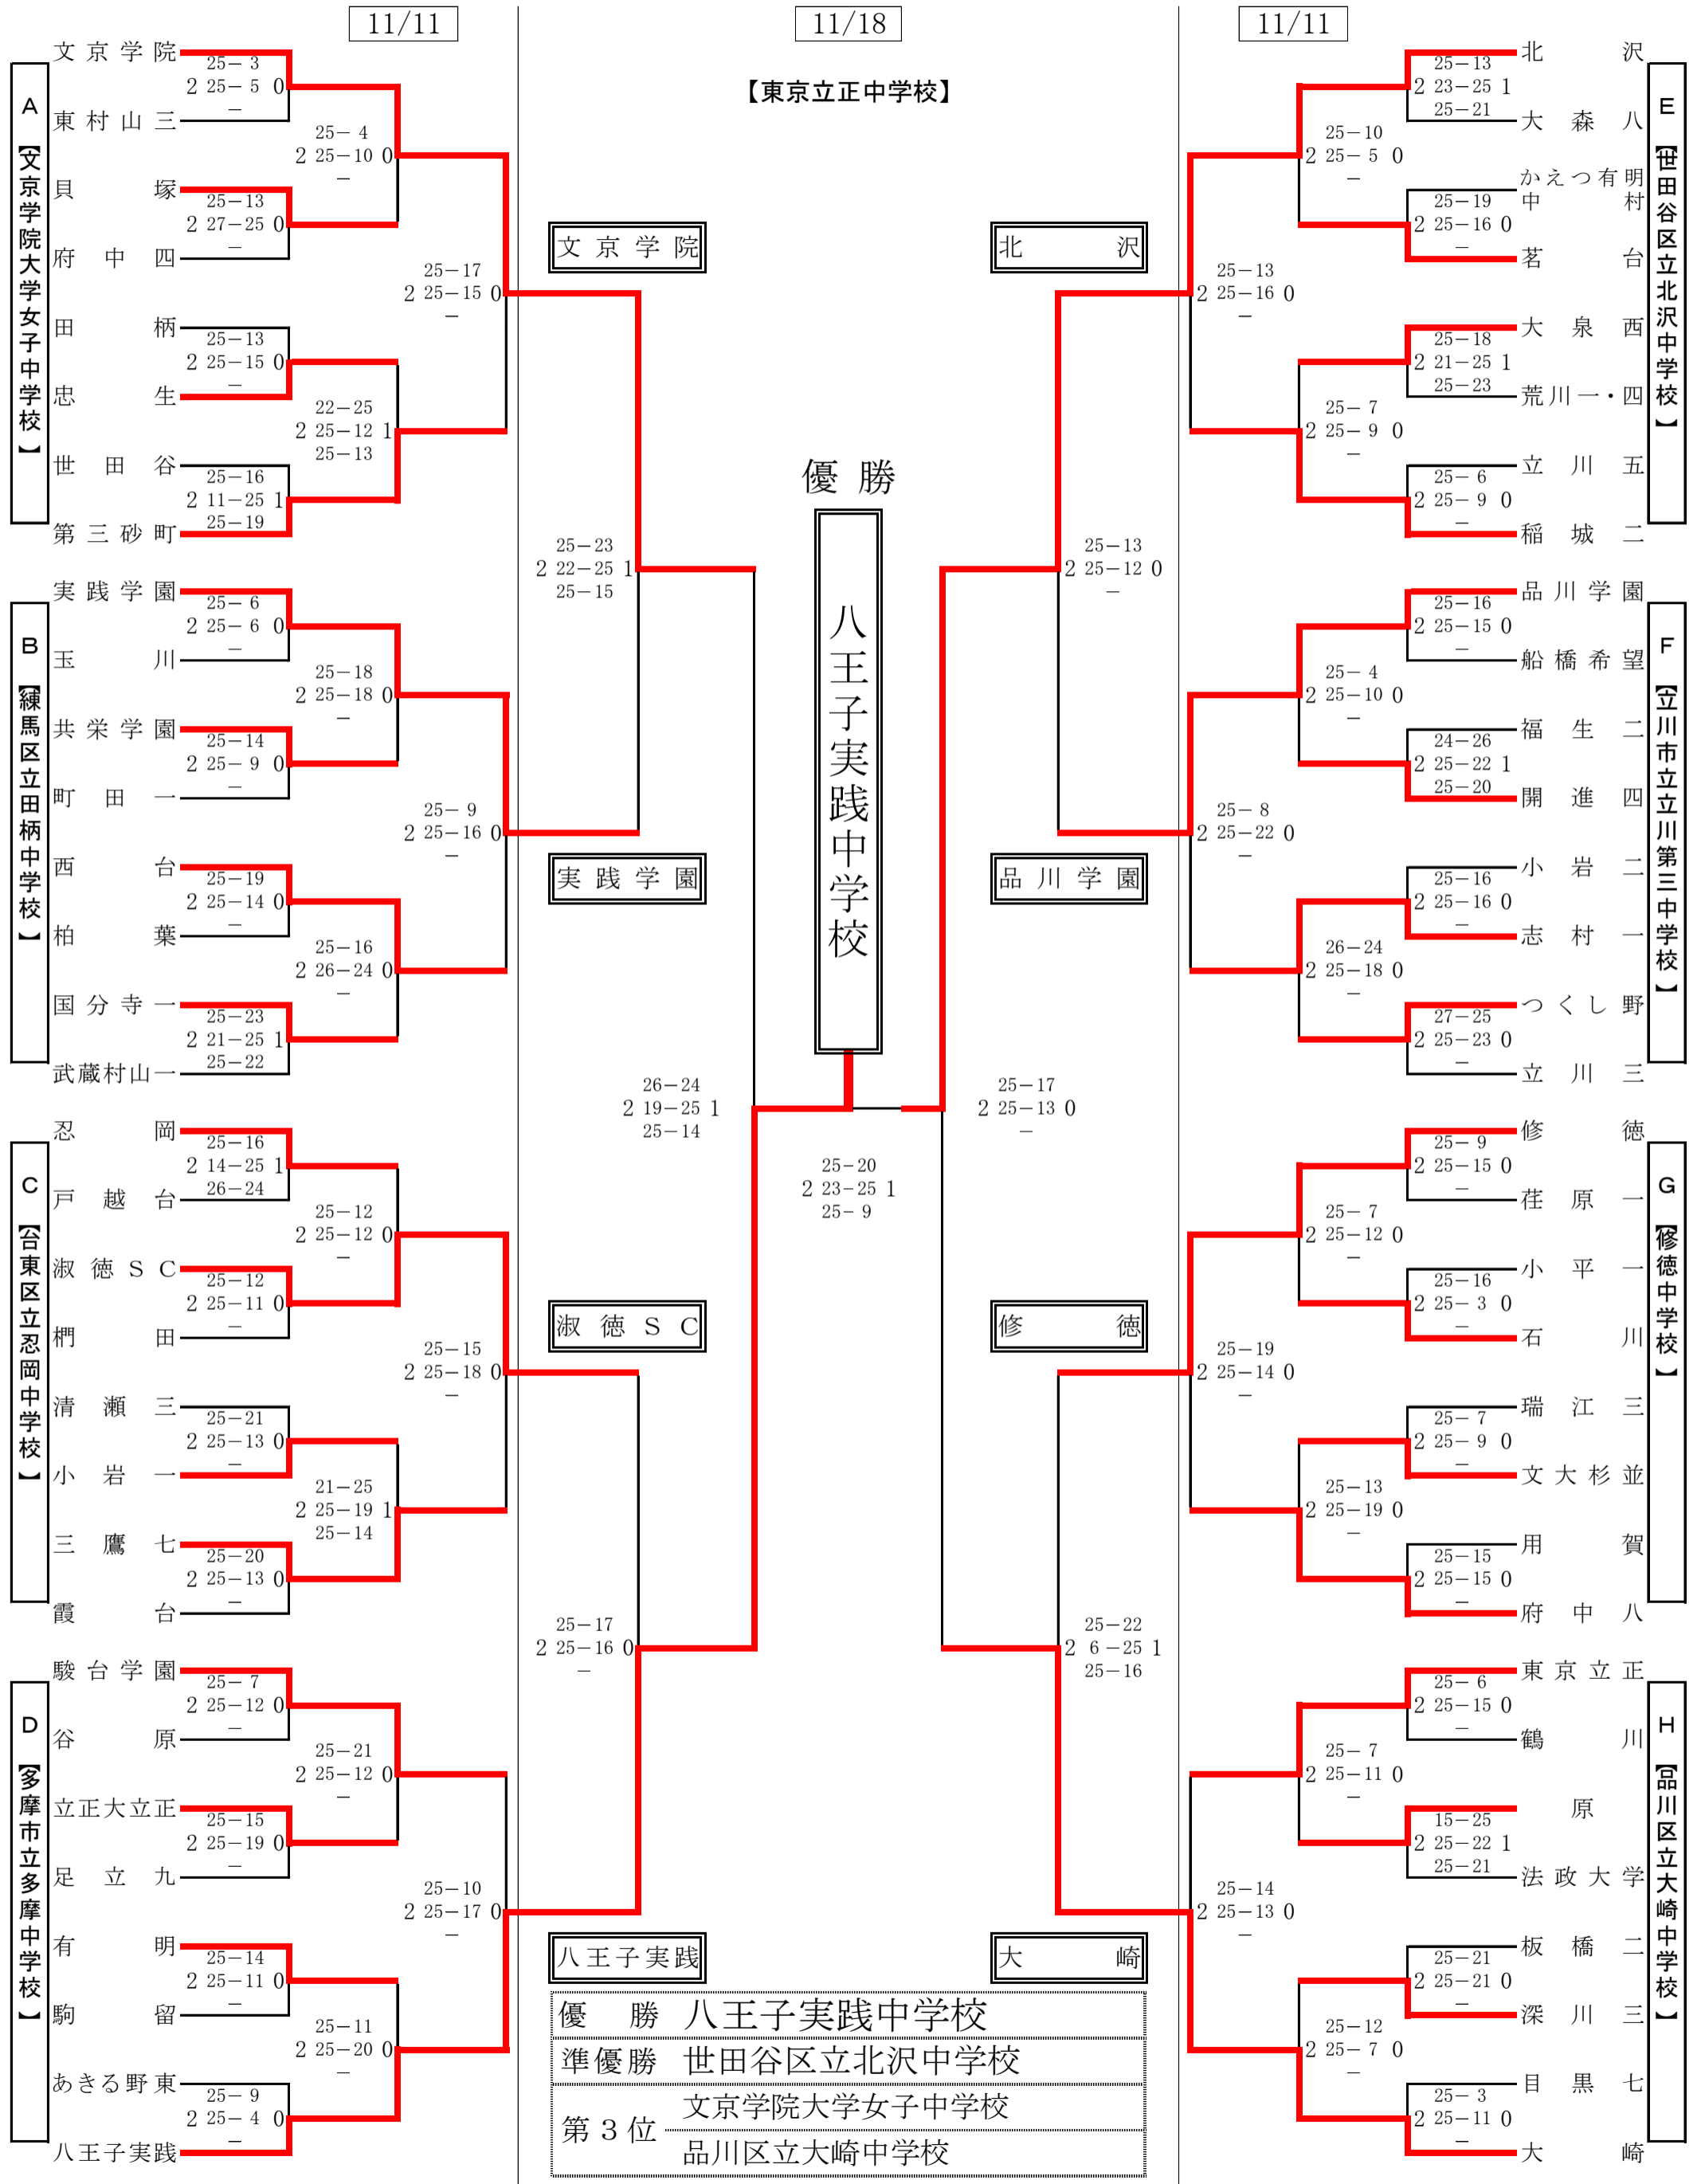 11/11
11/18
11/11
【東京立正中学校】
A 【文京学院大学女子中学校】
文京学院
25－3
2 25－5 0
－
東村山三
25－4
2 25－10 0
－
貝塚
25－13
2 27－25 0
－
府中四
25－17
2 25－15 0
－
田柄
25－13
2 25－15 0
－
忠生
22－25
2 25－12 1
25－13
世田谷
25－16
2 11－25 1
25－19
第三砂町
B 【練馬区立田柄中学校】
実践学園
25－6
2 25－6 0
－
玉川
25－18
2 25－18 0
－
共栄学園
25－14
2 25－9 0
－
町田一
25－9
2 25－16 0
－
西台
25－19
2 25－14 0
－
柏葉
25－16
2 26－24 0
－
国分寺一
25－23
2 21－25 1
25－22
武蔵村山一
C 【台東区立忍岡中学校】
忍岡
25－16
2 14－25 1
26－24
戸越台
25－12
2 25－12 0
－
淑徳SC
25－12
2 25－11 0
－
椚田
25－15
2 25－18 0
－
清瀬三
25－21
2 25－13 0
－
小岩一
21－25
2 25－19 1
25－14
三鷹七
25－20
2 25－13 0
－
霞台
D 【多摩市立多摩中学校】
駿台学園
25－7
2 25－12 0
－
谷原
25－21
2 25－12 0
－
立正大立正
25－15
2 25－19 0
－
足立九
25－10
2 25－17 0
－
有明
25－14
2 25－11 0
－
駒留
25－11
2 25－20 0
－
あきる野東
25－9
2 25－4 0
－
八王子実践
文京学院
25－23
2 22－25 1
25－15
実践学園
26－24
2 19－25 1
25－14
淑徳SC
25－17
2 25－16 0
－
八王子実践
優勝
八王子実践中学校
25－20
2 23－25 1
25－9
北沢
25－13
2 25－12 0
－
品川学園
25－17
2 25－13 0
－
修徳
25－22
2 6－25 1
25－16
大崎
E 【世田谷区立北沢中学校】
北沢
25－13
2 23－25 1
25－21
大森八
25－10
2 25－5 0
－
かえつ有明
中村
25－19
2 25－16 0
－
茗台
25－13
2 25－16 0
－
大泉西
25－18
2 21－25 1
25－23
荒川一・四
25－7
2 25－9 0
－
立川五
25－6
2 25－9 0
－
稲城二
F 【立川市立立川第三中学校】
品川学園
25－16
2 25－15 0
－
船橋希望
25－4
2 25－10 0
－
福生二
24－26
2 25－22 1
25－20
開進四
25－8
2 25－22 0
－
小岩二
25－16
2 25－16 0
－
志村一
26－24
2 25－18 0
－
つくし野
27－25
2 25－23 0
－
立川三
G 【修徳中学校】
修徳
25－9
2 25－15 0
－
荏原一
25－7
2 25－12 0
－
小平一
25－16
2 25－3 0
－
石川
25－19
2 25－14 0
－
瑞江三
25－7
2 25－9 0
－
文大杉並
25－13
2 25－19 0
－
用賀
25－15
2 25－15 0
－
府中八
H 【品川区立大崎中学校】
東京立正
25－6
2 25－15 0
－
鶴川
25－7
2 25－11 0
－
原
15－25
2 25－22 1
25－21
法政大学
25－14
2 25－13 0
－
板橋二
25－21
2 25－21 0
－
深川三
25－12
2 25－7 0
－
目黒七
25－3
2 25－11 0
－
大崎
優勝 八王子実践中学校
準優勝 世田谷区立北沢中学校
第3位 文京学院大学女子中学校
品川区立大崎中学校